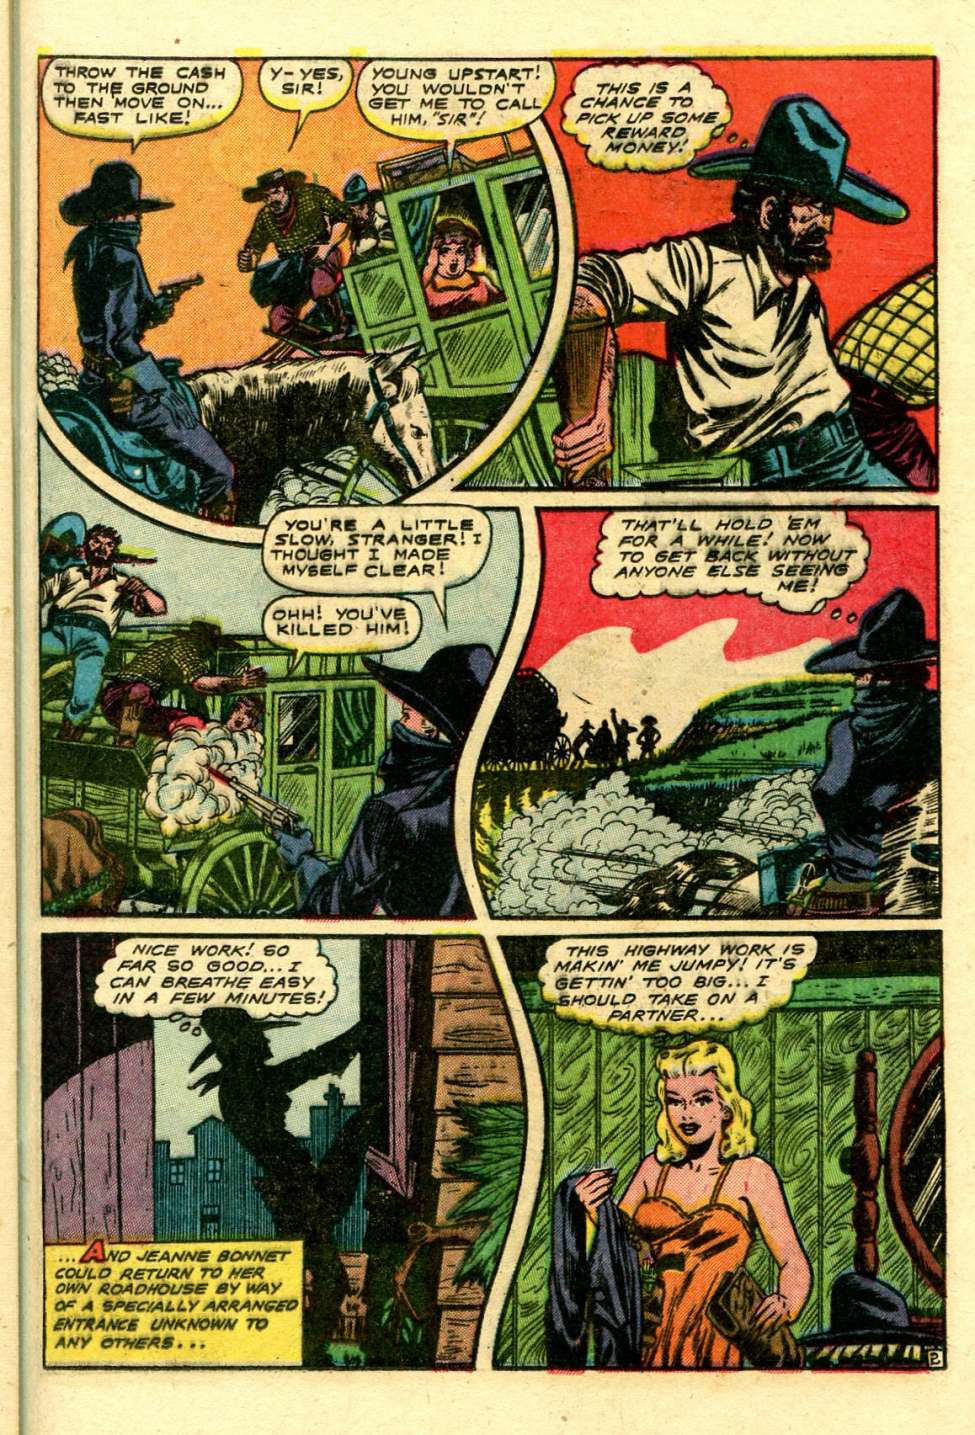 THROW THE CASH
TO THE GROUND
THEN MOVE ON...
FAST LIKE!
Y-YES,
SIR!
YOUNG UPSTART!
YOU WOULDN'T
GET ME TO CALL
HIM, "SIR"!
THIS IS A
CHANCE TO
PICK UP SOME
REWARD
MONEY!
YOU'RE A LITTLE
SLOW, STRANGER! I
THOUGHT I MADE
MYSELF CLEAR!
OHH! YOU'VE
KILLED HIM!
THAT'LL HOLD 'EM
FOR A WHILE! NOW
TO GET BACK WITHOUT
ANYONE ELSE SEEING
ME!
NICE WORK! SO
FAR SO GOOD... I
CAN BREATHE EASY
IN A FEW MINUTES!
...AND JEANNE BONNET
COULD RETURN TO HER
OWN ROADHOUSE BY WAY
OF A SPECIALLY ARRANGED
ENTRANCE UNKNOWN TO
ANY OTHERS...
THIS HIGHWAY WORK IS
MAKIN' ME JUMPY! IT'S
GETTIN' TOO BIG... I
SHOULD TAKE ON A
PARTNER...
2